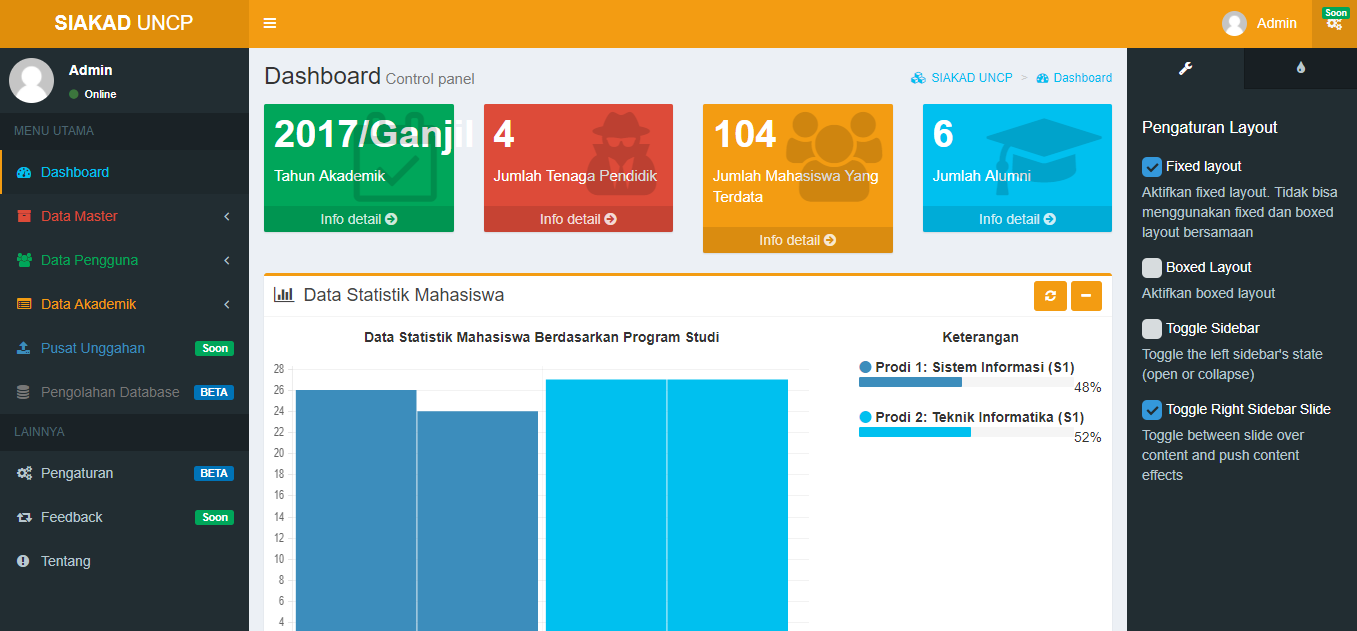 SIAKAD UNCP
Admin
Soon
Admin
Online
MENU UTAMA
Dashboard
Data Master
Data Pengguna
Data Akademik
Pusat Unggahan Soon
Pengolahan Database BETA
LAINNYA
Pengaturan BETA
Feedback Soon
Tentang
Dashboard Control panel
SIAKAD UNCP > Dashboard
2017/Ganjil
Tahun Akademik
Info detail
4
Jumlah Tenaga Pendidik
Info detail
104
Jumlah Mahasiswa Yang
Terdata
Info detail
6
Jumlah Alumni
Info detail
Data Statistik Mahasiswa
Data Statistik Mahasiswa Berdasarkan Program Studi
28
26
24
22
20
18
16
14
12
10
8
6
4
Keterangan
Prodi 1: Sistem Informasi (S1)
48%
Prodi 2: Teknik Informatika (S1)
52%
Pengaturan Layout
Fixed layout
Aktifkan fixed layout. Tidak bisa
menggunakan fixed dan boxed
layout bersamaan
Boxed Layout
Aktifkan boxed layout
Toggle Sidebar
Toggle the left sidebar's state
(open or collapse)
Toggle Right Sidebar Slide
Toggle between slide over
content and push content
effects